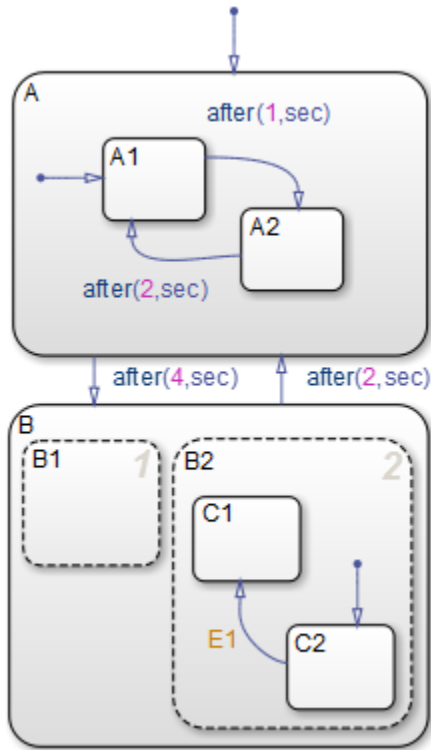 A
after(1,sec)
A1
A2
after(2,sec)
after(4,sec)
after(2,sec)
B
B1
1
B2
2
C1
E1
C2